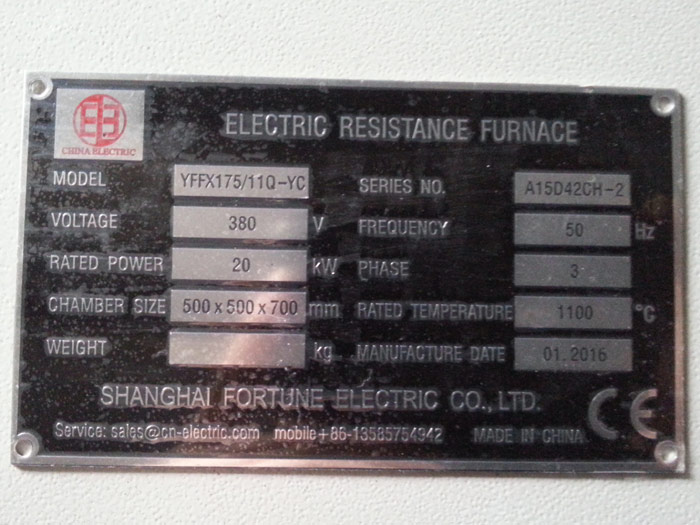 CHINA ELECTRIC
ELECTRIC RESISTANCE FURNACE
MODEL YFFX175/11Q-YC SERIES NO. A15D42CH-2
VOLTAGE 380 V FREQUENCY 50 Hz
RATED POWER 20 kW PHASE 3
CHAMBER SIZE 500 x 500 x 700 mm RATED TEMPERATURE 1100 °C
WEIGHT kg MANUFACTURE DATE 01.2016
SHANGHAI FORTUNE ELECTRIC CO., LTD. CE
Service: sales@cn-electric.com mobile+86-13585754942 MADE IN CHINA